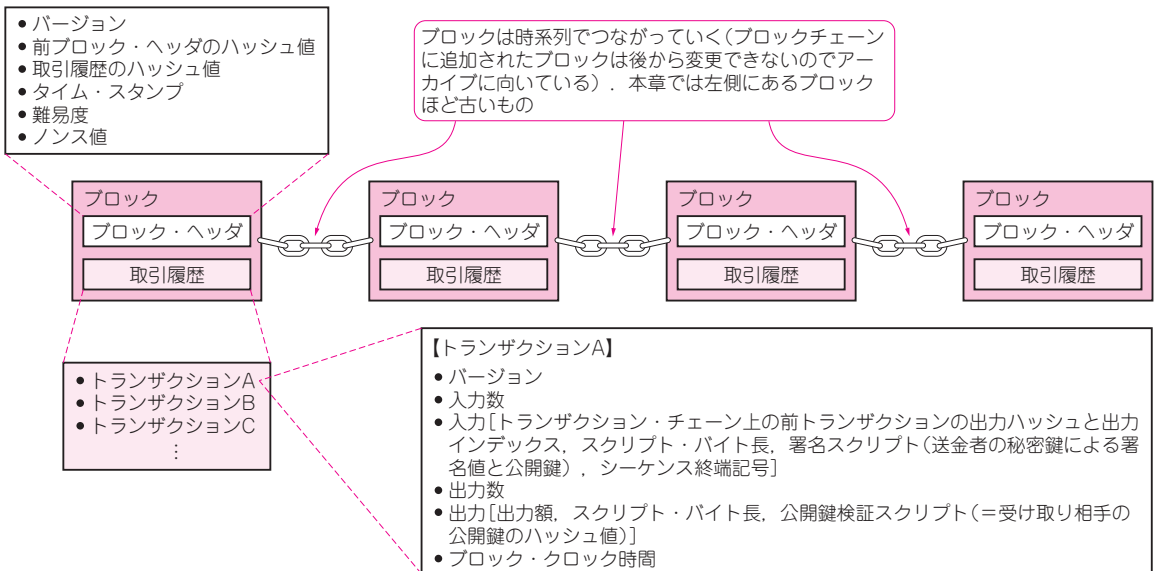 ●バージョン
●前ブロック・ヘッダのハッシュ値
●取引履歴のハッシュ値
●タイム・スタンプ
●難易度
●ノンス値
ブロックは時系列でつながっていく(ブロックチェーン
に追加されたブロックは後から変更できないのでアー
カイブに向いている)．本章では左側にあるブロック
ほど古いもの
ブロック
ブロック・ヘッダ
取引履歴
ブロック
ブロック・ヘッダ
取引履歴
ブロック
ブロック・ヘッダ
取引履歴
ブロック
ブロック・ヘッダ
取引履歴
●トランザクションA
●トランザクションB
●トランザクションC
⋮
【トランザクションA】
●バージョン
●入力数
●入力[トランザクション・チェーン上の前トランザクションの出力ハッシュと出力
インデックス，スクリプト・バイト長，署名スクリプト(送金者の秘密鍵による署
名値と公開鍵)，シーケンス終端記号]
●出力数
●出力[出力額，スクリプト・バイト長，公開鍵検証スクリプト(＝受け取り相手の
公開鍵のハッシュ値)]
●ブロック・クロック時間